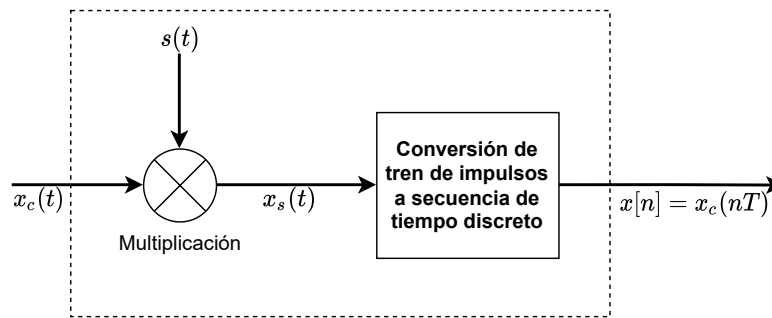 s(t)
Conversión de
tren de impulsos
a secuencia de
tiempo discreto
x_c(t)
x_s(t)
x[n] = x_c(nT)
Multiplicación